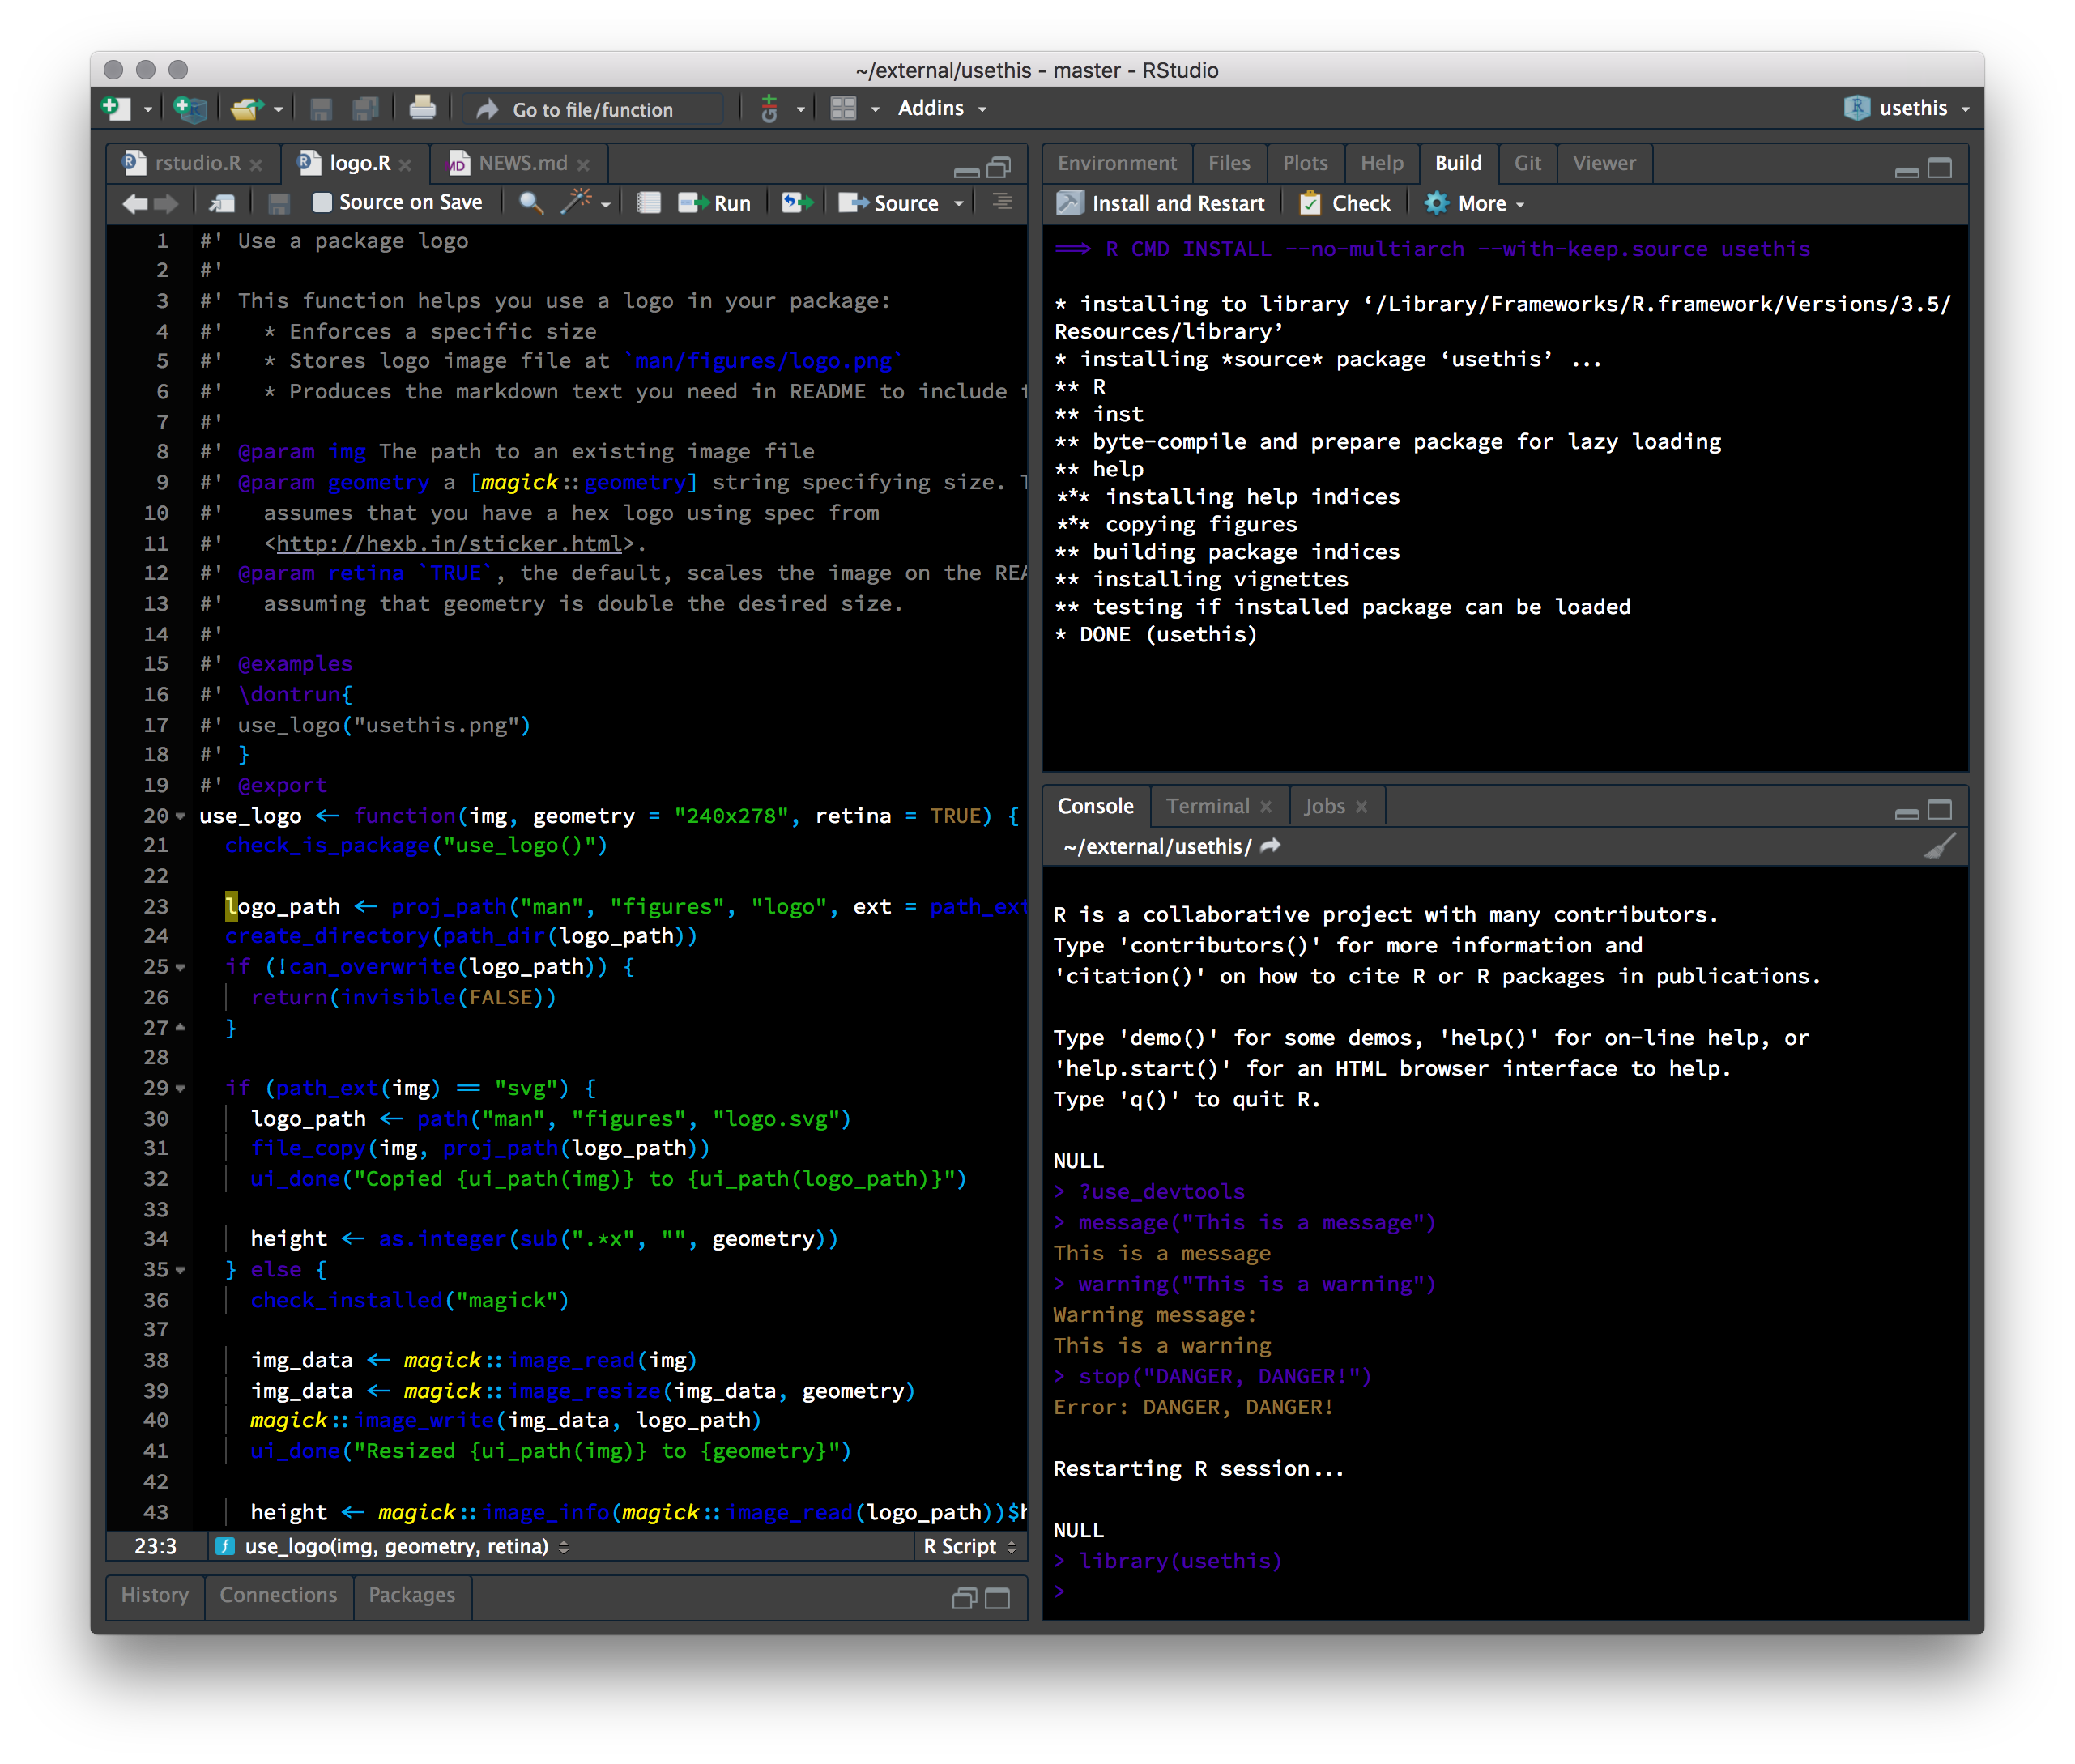 ~/external/usethis - master - RStudio
Go to file/function
Addins
usethis
rstudio.R
logo.R
NEWS.md
Source on Save
Run
Source
1 #' Use a package logo
2 #'
3 #' This function helps you use a logo in your package:
4 #'   * Enforces a specific size
5 #'   * Stores logo image file at `man/figures/logo.png`
6 #'   * Produces the markdown text you need in README to include
7 #'
8 #' @param img The path to an existing image file
9 #' @param geometry a [magick::geometry] string specifying size.
10 #'   assumes that you have a hex logo using spec from
11 #'   <http://hexb.in/sticker.html>.
12 #' @param retina `TRUE`, the default, scales the image on the REA
13 #'   assuming that geometry is double the desired size.
14 #'
15 #' @examples
16 #' \dontrun{
17 #' use_logo("usethis.png")
18 #' }
19 #' @export
20 use_logo <- function(img, geometry = "240x278", retina = TRUE) {
21   check_is_package("use_logo()")
22
23   logo_path <- proj_path("man", "figures", "logo", ext = path_ext
24   create_directory(path_dir(logo_path))
25   if (!can_overwrite(logo_path)) {
26     return(invisible(FALSE))
27   }
28
29   if (path_ext(img) == "svg") {
30     logo_path <- path("man", "figures", "logo.svg")
31     file_copy(img, proj_path(logo_path))
32     ui_done("Copied {ui_path(img)} to {ui_path(logo_path)}")
33
34     height <- as.integer(sub(".*x", "", geometry))
35   } else {
36     check_installed("magick")
37
38     img_data <- magick::image_read(img)
39     img_data <- magick::image_resize(img_data, geometry)
40     magick::image_write(img_data, logo_path)
41     ui_done("Resized {ui_path(img)} to {geometry}")
42
43     height <- magick::image_info(magick::image_read(logo_path))$h
23:3
use_logo(img, geometry, retina)
R Script
History
Connections
Packages
Environment
Files
Plots
Help
Build
Git
Viewer
Install and Restart
Check
More
==> R CMD INSTALL --no-multiarch --with-keep.source usethis
* installing to library ‘/Library/Frameworks/R.framework/Versions/3.5/
Resources/library’
* installing *source* package ‘usethis’ ...
** R
** inst
** byte-compile and prepare package for lazy loading
** help
*** installing help indices
*** copying figures
** building package indices
** installing vignettes
** testing if installed package can be loaded
* DONE (usethis)
Console
Terminal
Jobs
~/external/usethis/
R is a collaborative project with many contributors.
Type 'contributors()' for more information and
'citation()' on how to cite R or R packages in publications.
Type 'demo()' for some demos, 'help()' for on-line help, or
'help.start()' for an HTML browser interface to help.
Type 'q()' to quit R.
NULL
> ?use_devtools
> message("This is a message")
This is a message
> warning("This is a warning")
Warning message:
This is a warning
> stop("DANGER, DANGER!")
Error: DANGER, DANGER!
Restarting R session...
NULL
> library(usethis)
>